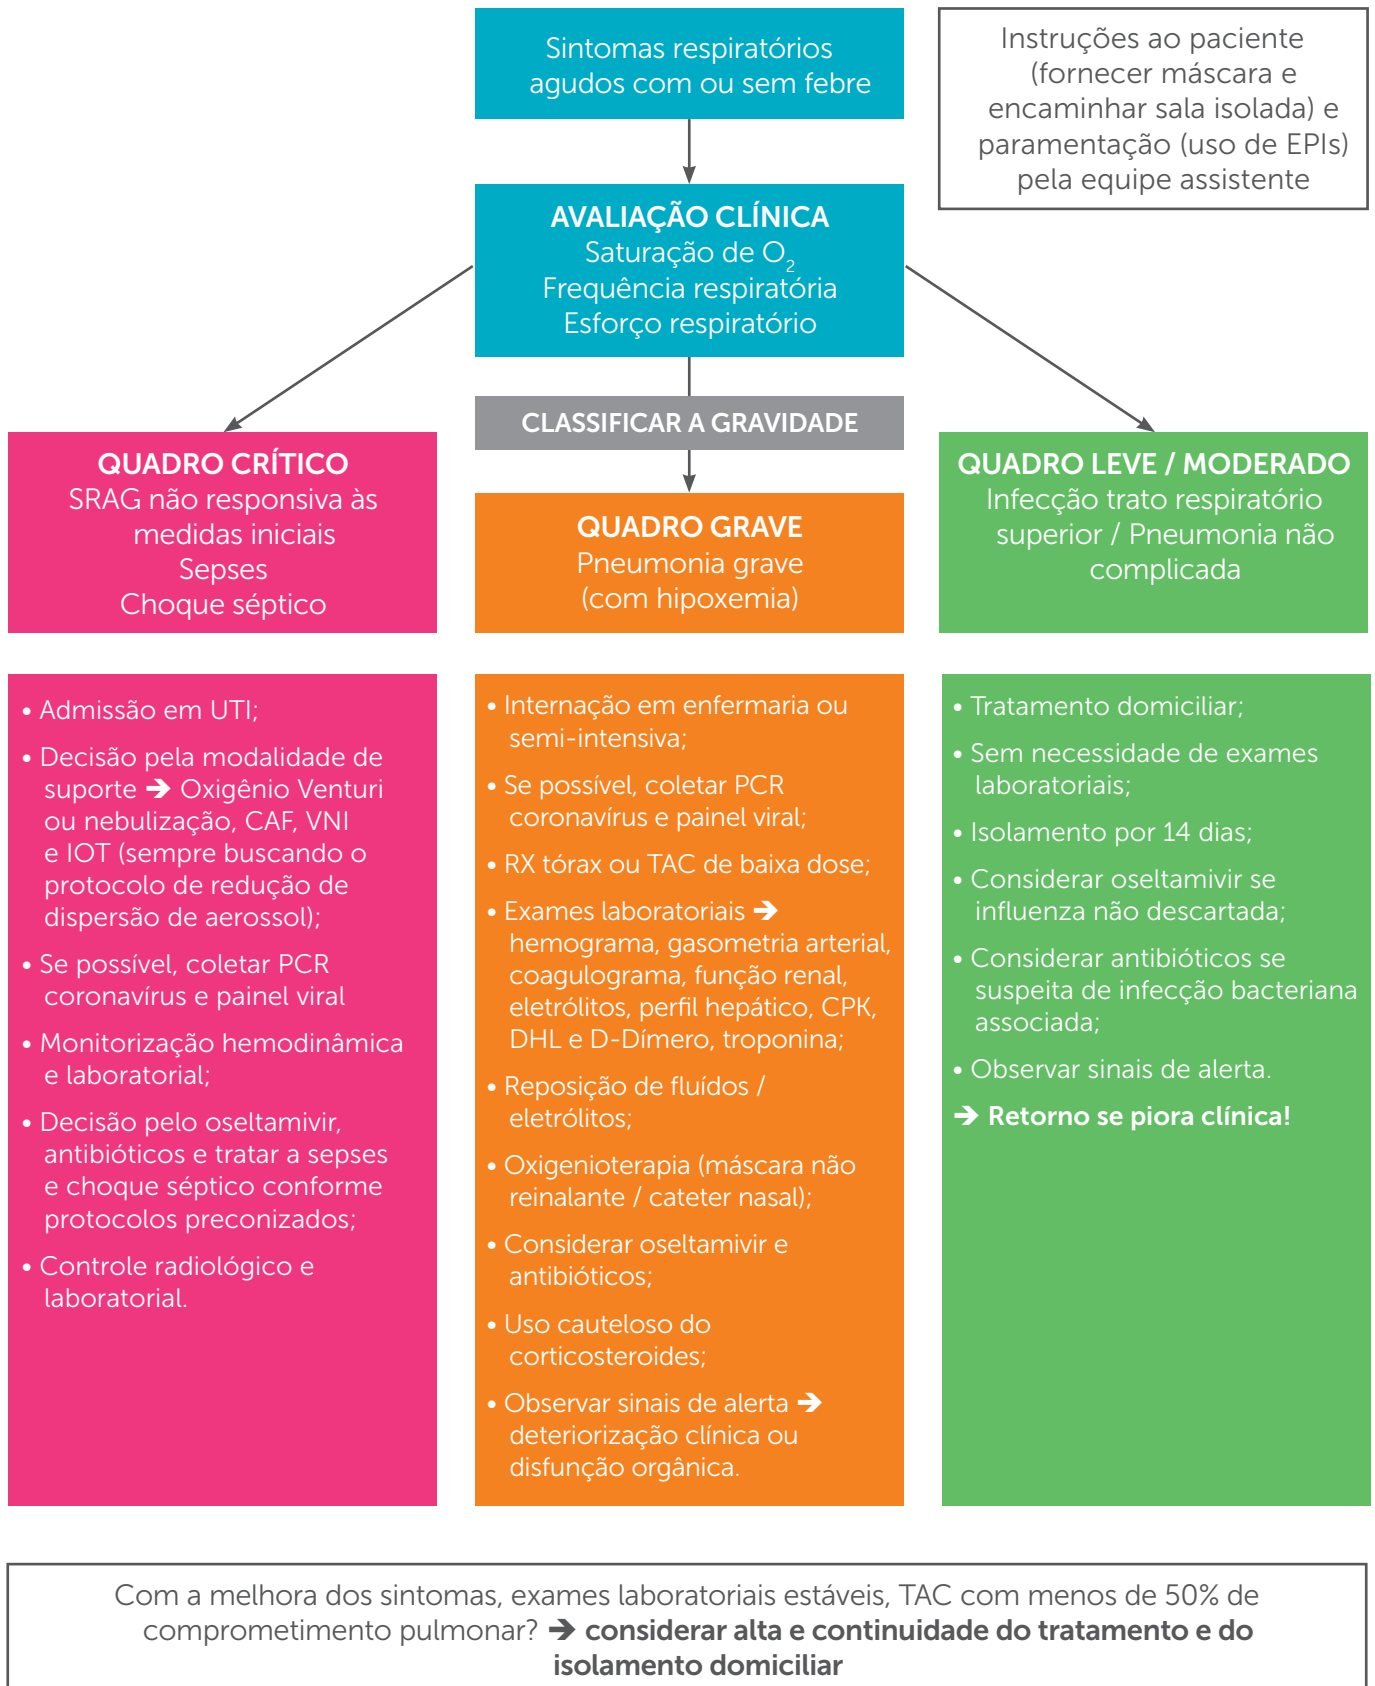 Sintomas respiratórios
agudos com ou sem febre
Instruções ao paciente
(fornecer máscara e
encaminhar sala isolada) e
paramentação (uso de EPIs)
pela equipe assistente
AVALIAÇÃO CLÍNICA
Saturação de O₂
Frequência respiratória
Esforço respiratório
CLASSIFICAR A GRAVIDADE
QUADRO CRÍTICO
SRAG não responsiva às
medidas iniciais
Sepses
Choque séptico
QUADRO GRAVE
Pneumonia grave
(com hipoxemia)
QUADRO LEVE / MODERADO
Infecção trato respiratório
superior / Pneumonia não
complicada
• Admissão em UTI;
• Decisão pela modalidade de
suporte ➔ Oxigênio Venturi
ou nebulização, CAF, VNI
e IOT (sempre buscando o
protocolo de redução de
dispersão de aerossol);
• Se possível, coletar PCR
coronavírus e painel viral
• Monitorização hemodinâmica
e laboratorial;
• Decisão pelo oseltamivir,
antibióticos e tratar a sepses
e choque séptico conforme
protocolos preconizados;
• Controle radiológico e
laboratorial.
• Internação em enfermaria ou
semi-intensiva;
• Se possível, coletar PCR
coronavírus e painel viral;
• RX tórax ou TAC de baixa dose;
• Exames laboratoriais ➔
hemograma, gasometria arterial,
coagulograma, função renal,
eletrólitos, perfil hepático, CPK,
DHL e D-Dímero, troponina;
• Reposição de fluídos /
eletrólitos;
• Oxigenioterapia (máscara não
reinalante / cateter nasal);
• Considerar oseltamivir e
antibióticos;
• Uso cauteloso do
corticosteroides;
• Observar sinais de alerta ➔
deteriorização clínica ou
disfunção orgânica.
• Tratamento domiciliar;
• Sem necessidade de exames
laboratoriais;
• Isolamento por 14 dias;
• Considerar oseltamivir se
influenza não descartada;
• Considerar antibióticos se
suspeita de infecção bacteriana
associada;
• Observar sinais de alerta.
➔ Retorno se piora clínica!
Com a melhora dos sintomas, exames laboratoriais estáveis, TAC com menos de 50% de
comprometimento pulmonar? ➔ considerar alta e continuidade do tratamento e do
isolamento domiciliar